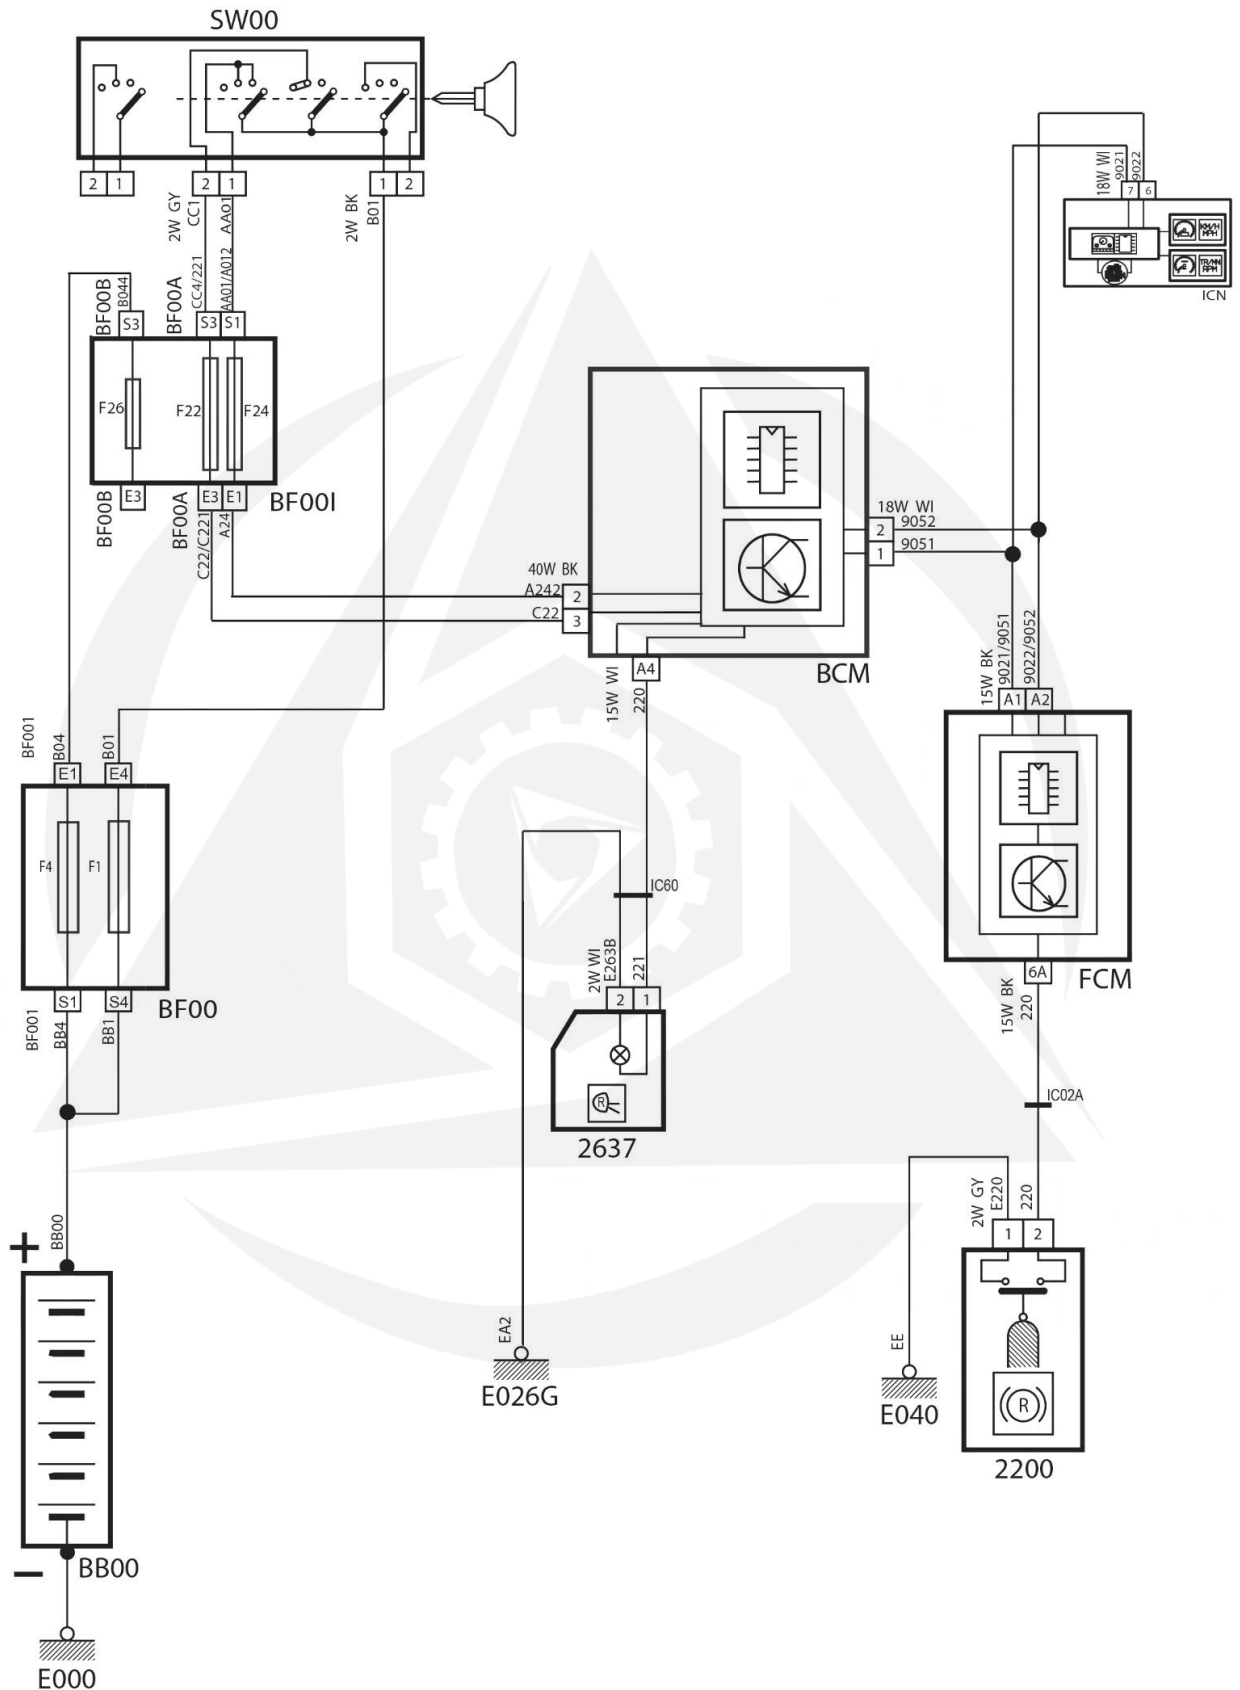 SW00
2 1
2 1
1 2
2W GY
CC1
AA01
2W BK
B01
18W WI
9021
9022
7 6
KM/H
MPH
TR/MN
RPM
ICN
BF00B
B044
BF00A
CC4/221
AA01/A012
S3
S3 S1
F26
F22
F24
E3
E3 E1
BF00I
BF00B
BF00A
C22/C221
A24
18W WI
2 9052
1 9051
40W BK
A242 2
C22 3
BCM
A4
15W WI
220
15W BK
9021/9051
9022/9052
A1 A2
BF001
B04
B01
E1 E4
F4
F1
S1 S4
BF00
BF001
BB4
BB1
IC60
2W WI
E263B
221
2 1
R
2637
6A
FCM
15W BK
220
IC02A
2W GY
E220
220
1 2
R
2200
EE
E040
EA2
E026G
+
BB00
−
BB00
E000